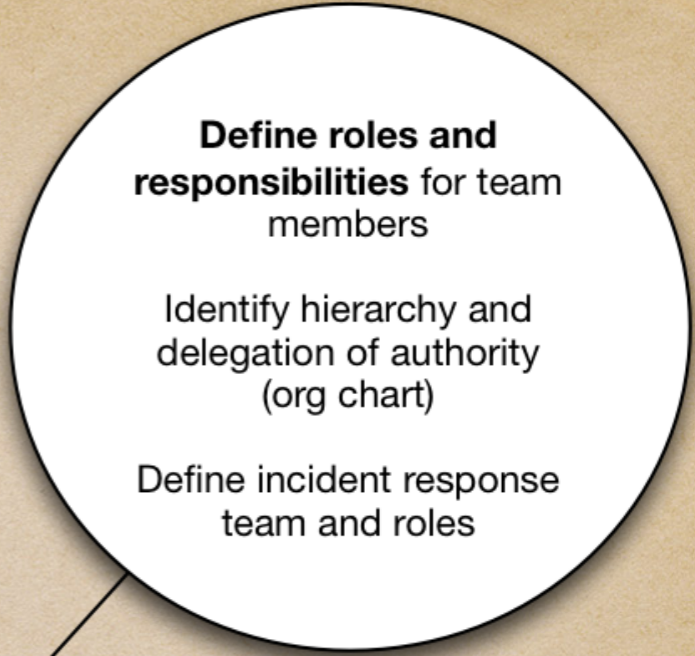 Define roles and
responsibilities for team
members
Identify hierarchy and
delegation of authority
(org chart)
Define incident response
team and roles